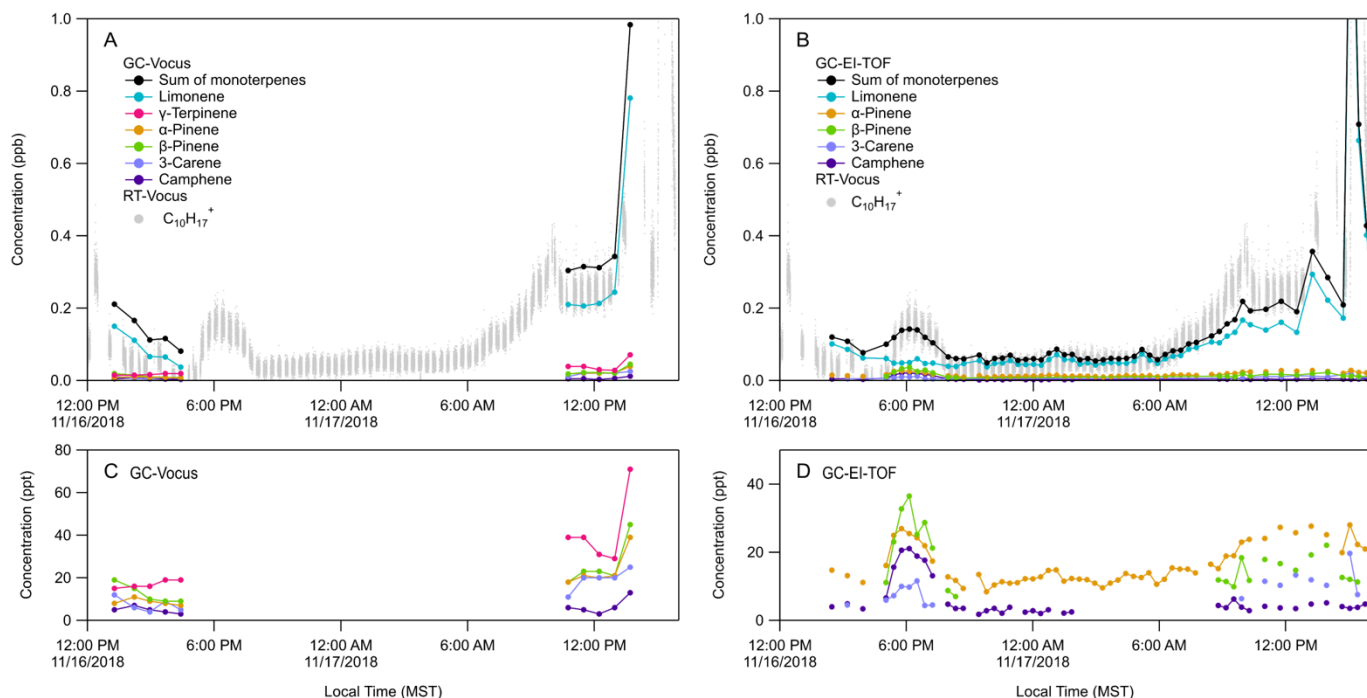 A
GC-Vocus
Sum of monoterpenes
Limonene
γ-Terpinene
α-Pinene
β-Pinene
3-Carene
Camphene
RT-Vocus
C₁₀H₁₇⁺
Concentration (ppb)
1.0
0.8
0.6
0.4
0.2
0.0
12:00 PM 6:00 PM 12:00 AM 6:00 AM 12:00 PM
11/16/2018 11/17/2018
B
GC-EI-TOF
Sum of monoterpenes
Limonene
α-Pinene
β-Pinene
3-Carene
Camphene
RT-Vocus
C₁₀H₁₇⁺
Concentration (ppb)
1.0
0.8
0.6
0.4
0.2
0.0
12:00 PM 6:00 PM 12:00 AM 6:00 AM 12:00 PM
11/16/2018 11/17/2018
C GC-Vocus
Concentration (ppt)
80
60
40
20
0
12:00 PM 6:00 PM 12:00 AM 6:00 AM 12:00 PM
11/16/2018 11/17/2018
Local Time (MST)
D GC-EI-TOF
Concentration (ppt)
40
20
0
12:00 PM 6:00 PM 12:00 AM 6:00 AM 12:00 PM
11/16/2018 11/17/2018
Local Time (MST)